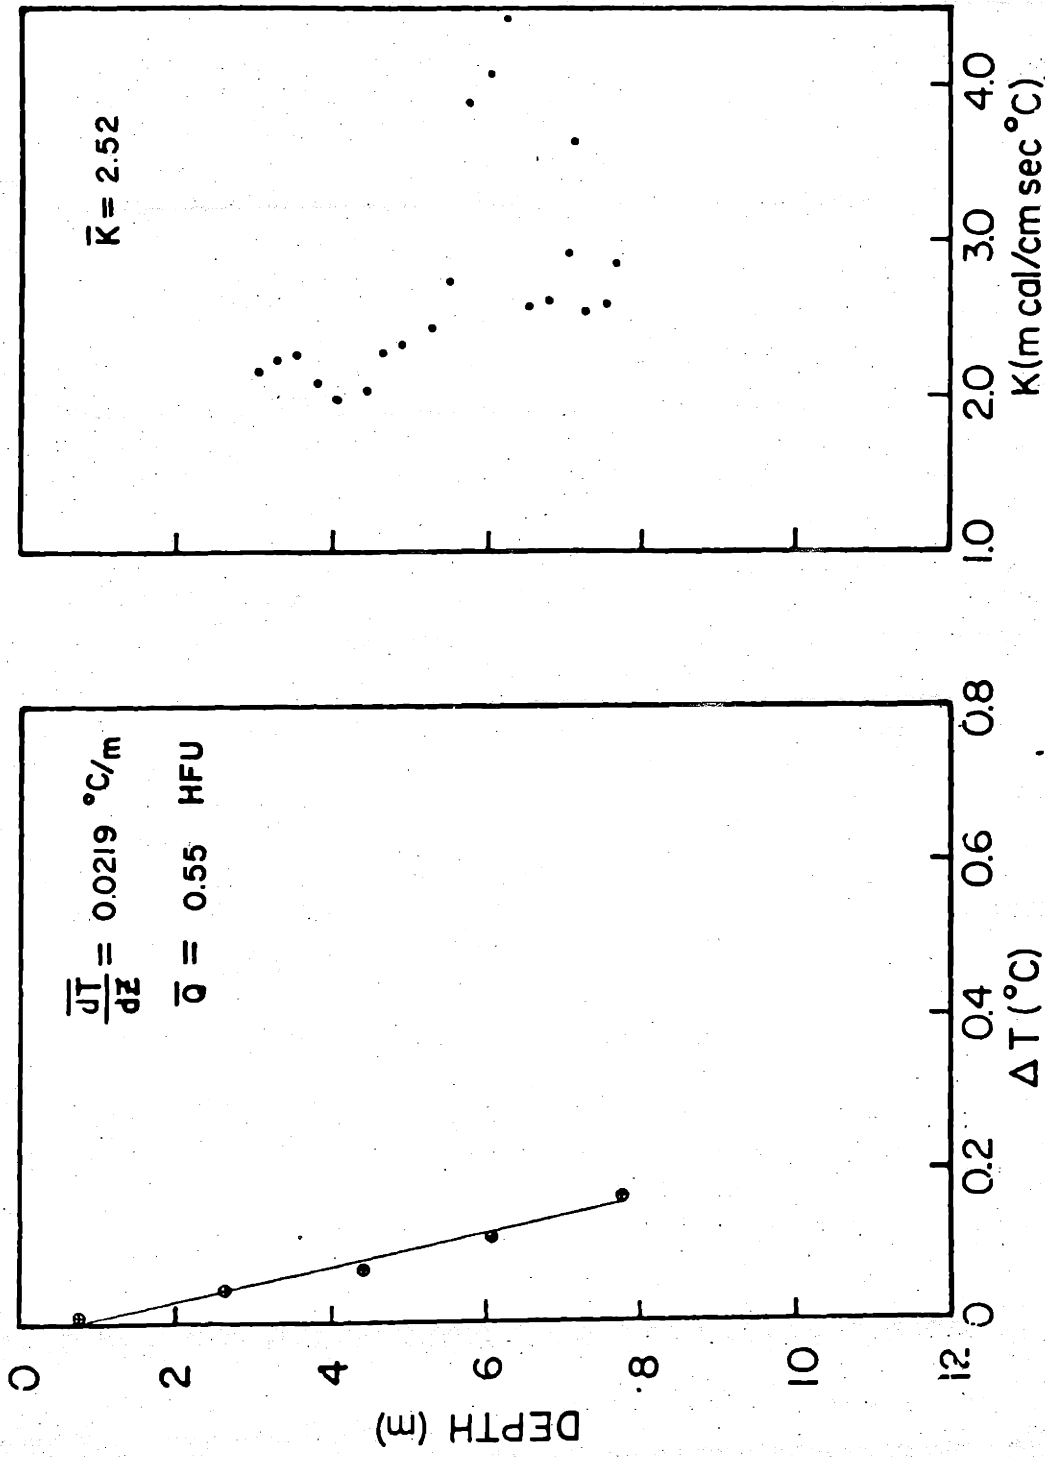 dT/dZ = 0.0219 °C/m
Q = 0.55 HFU
K = 2.52
0
2
4
6
8
10
12
DEPTH (m)
.0
0.2
0.4
0.6
0.8
Δ T (°C)
1.0
2.0
3.0
4.0
K (m cal/cm sec °C)